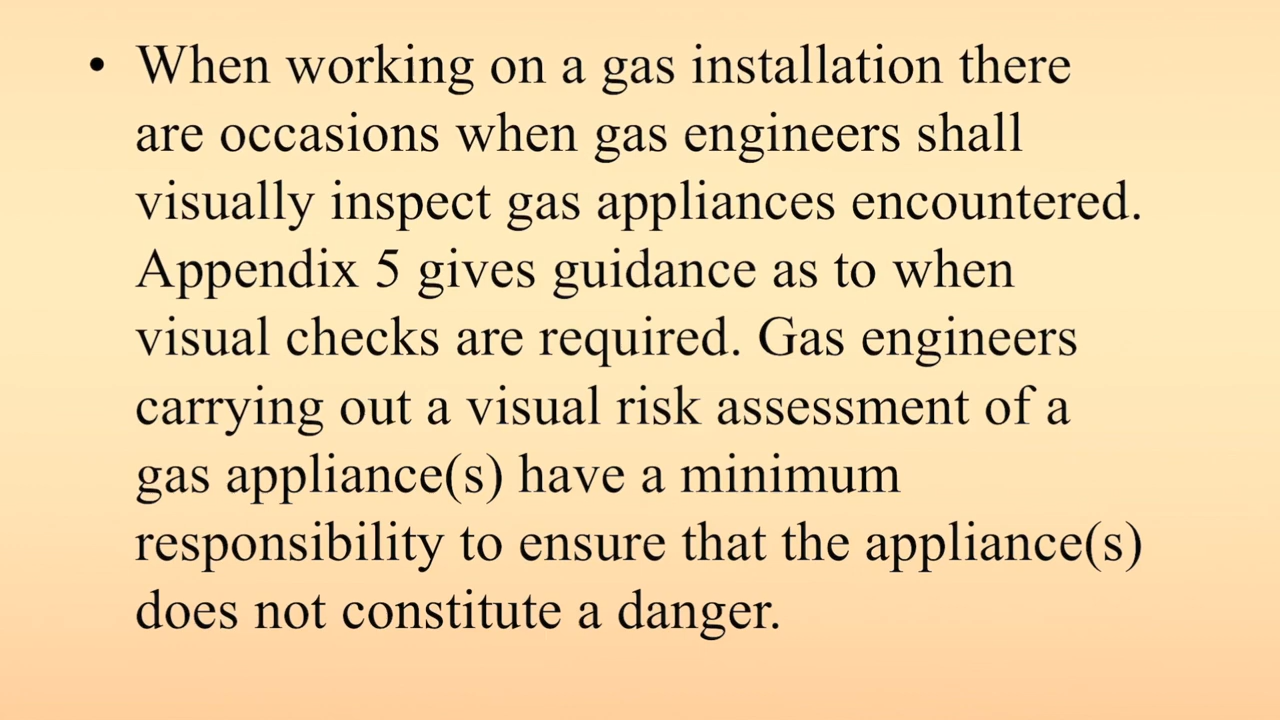 • When working on a gas installation there
are occasions when gas engineers shall
visually inspect gas appliances encountered.
Appendix 5 gives guidance as to when
visual checks are required. Gas engineers
carrying out a visual risk assessment of a
gas appliance(s) have a minimum
responsibility to ensure that the appliance(s)
does not constitute a danger.